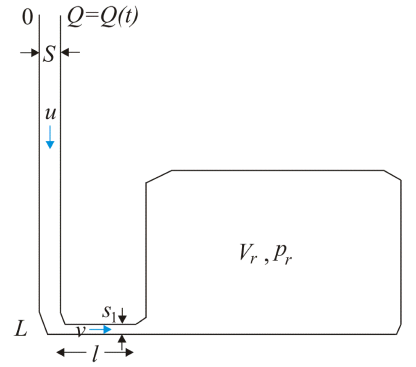 0 Q=Q(t)
S
u
V_r , p_r
s_1
L v
l